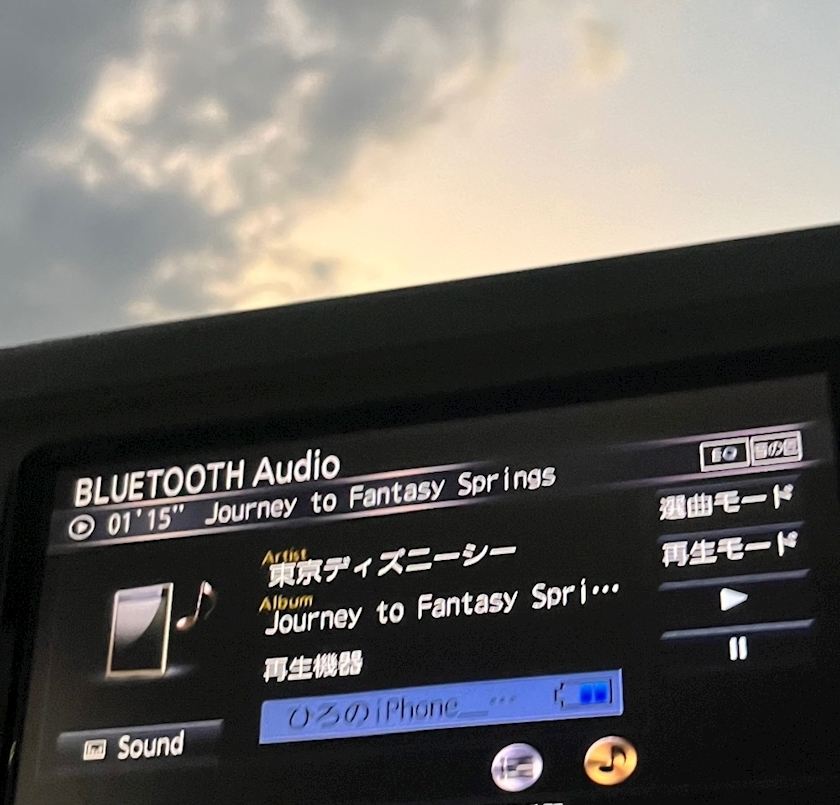 BLUETOOTH Audio
01'15" Journey to Fantasy Springs
Artist
東京ディズニーシー
Album
Journey to Fantasy Spri…
再生機器
ひろのiPhone__…
Sound
選曲モード
再生モード